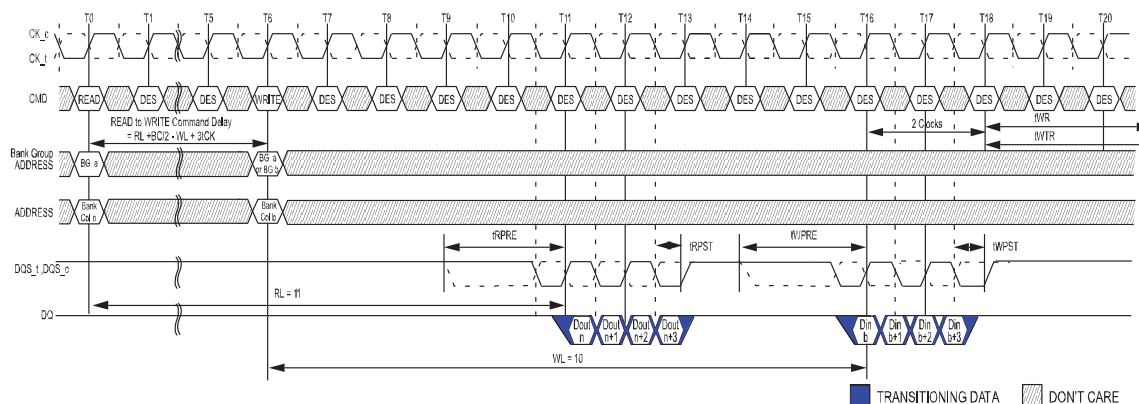 T0 T1 T5 T6 T7 T8 T9 T10 T11 T12 T13 T14 T15 T16 T17 T18 T19 T20
CK_c
CK_t
CMD READ DES DES WRITE DES DES DES DES DES DES DES DES DES DES DES DES DES DES
READ to WRITE Command Delay
= RL +BC/2 - WL + 3tCK
2 Clocks
tWR
tWTR
Bank Group
ADDRESS
BG a
BG a
or BG b
ADDRESS
Bank
Col n
Bank
Col b
tRPRE tRPST tWPRE tWPST
DQS_t ,DQS_c
RL = 11
DQ
Dout
n
Dout
n+1
Dout
n+2
Dout
n+3
Din
b
Din
b+1
Din
b+2
Din
b+3
WL = 10
TRANSITIONING DATA DON'T CARE